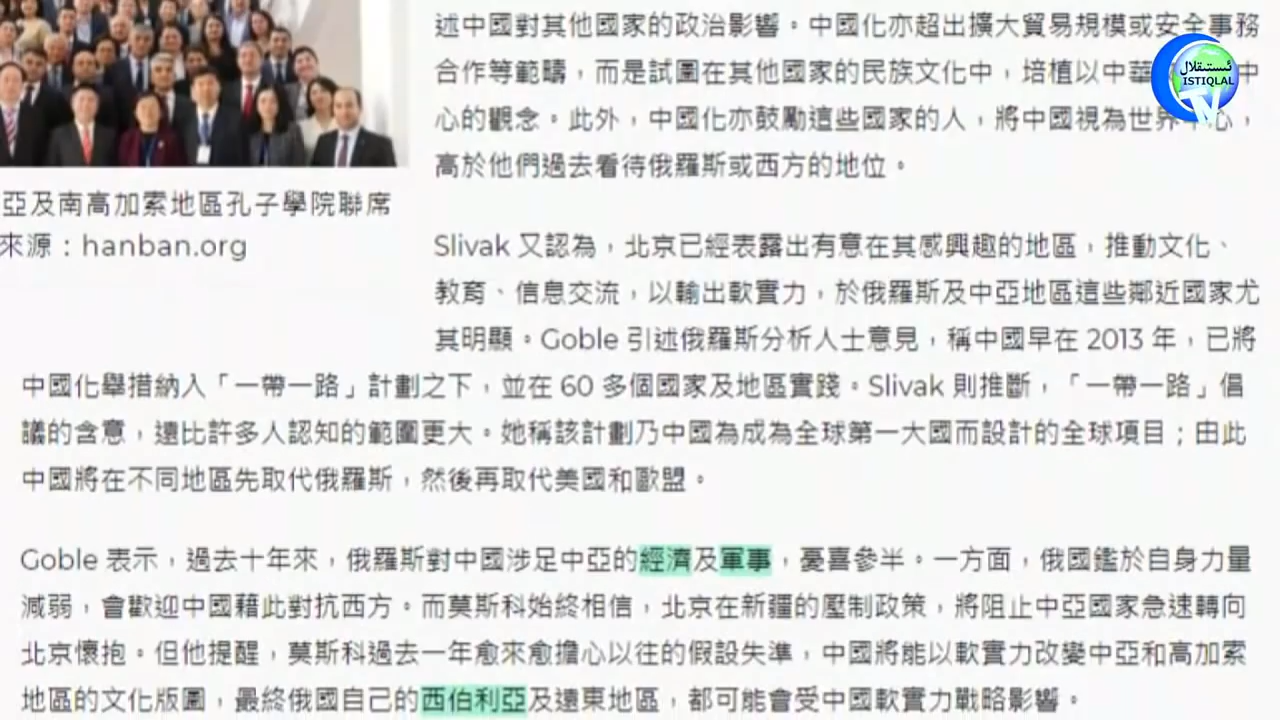 述中國對其他國家的政治影響。中國化亦超出擴大貿易規模或安全事務
合作等範疇，而是試圖在其他國家的民族文化中，培植以中華
中
心的觀念。此外，中國化亦鼓勵這些國家的人，將中國視為世界中心，
高於他們過去看待俄羅斯或西方的地位。
ئىستىقلال
ISTIQLAL
亞及南高加索地區孔子學院聯席
來源：hanban.org
Slivak 又認為，北京已經表露出有意在其感興趣的地區，推動文化、
教育、信息交流，以輸出軟實力，於俄羅斯及中亞地區這些鄰近國家尤
其明顯。Goble 引述俄羅斯分析人士意見，稱中國早在 2013 年，已將
中國化舉措納入「一帶一路」計劃之下，並在 60 多個國家及地區實踐。Slivak 則推斷，「一帶一路」倡
議的含意，遠比許多人認知的範圍更大。她稱該計劃乃中國為成為全球第一大國而設計的全球項目；由此
中國將在不同地區先取代俄羅斯，然後再取代美國和歐盟。
Goble 表示，過去十年來，俄羅斯對中國涉足中亞的經濟及軍事，憂喜參半。一方面，俄國鑑於自身力量
減弱，會歡迎中國藉此對抗西方。而莫斯科始終相信，北京在新疆的壓制政策，將阻止中亞國家急速轉向
北京懷抱。但他提醒，莫斯科過去一年愈來愈擔心以往的假設失準，中國將能以軟實力改變中亞和高加索
地區的文化版圖，最終俄國自己的西伯利亞及遠東地區，都可能會受中國軟實力戰略影響。